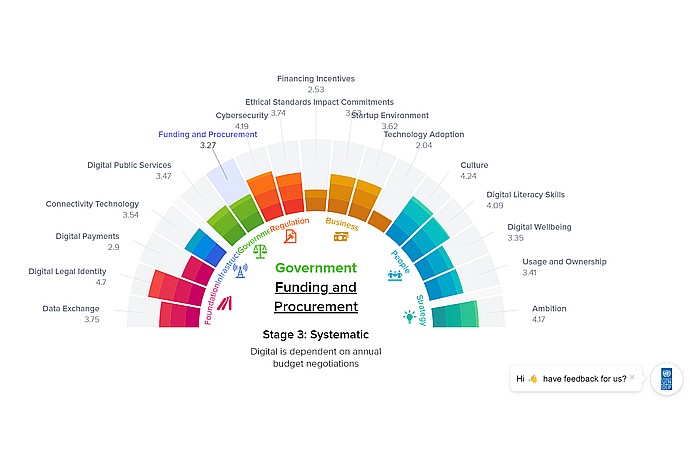 Financing Incentives
2.53
Ethical Standards
3.74
Impact Commitments
3.63
Cybersecurity
4.19
Startup Environment
3.62
Funding and Procurement
3.27
Technology Adoption
2.04
Digital Public Services
3.47
Culture
4.24
Connectivity Technology
3.54
Digital Literacy Skills
4.09
Digital Payments
2.9
Digital Wellbeing
3.35
Digital Legal Identity
4.7
Usage and Ownership
3.41
Data Exchange
3.75
Ambition
4.17
Foundation
Infrastruct
Governme
Regulation
Business
People
Strategy
Government
Funding and
Procurement
Stage 3: Systematic
Digital is dependent on annual
budget negotiations
Hi 👋 have feedback for us? ×